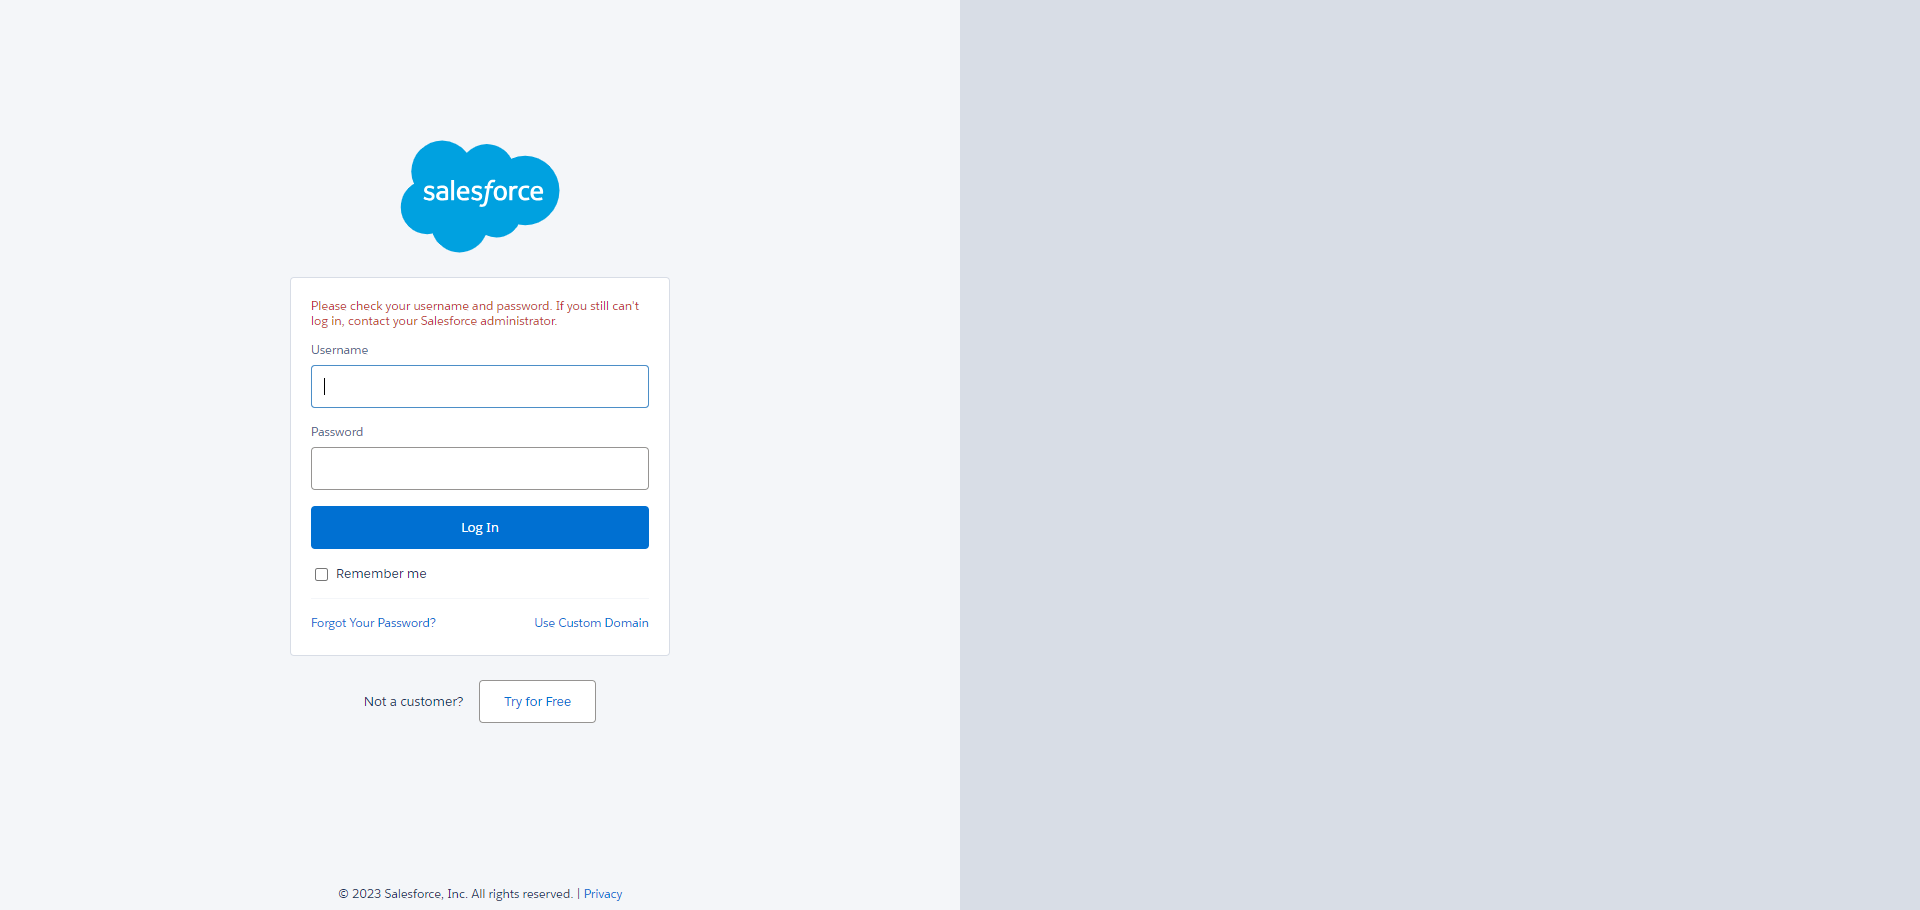 salesforce
Please check your username and password. If you still can't
log in, contact your Salesforce administrator.
Username
Password
Log In
Remember me
Forgot Your Password?
Use Custom Domain
Not a customer?
Try for Free
© 2023 Salesforce, Inc. All rights reserved. | Privacy